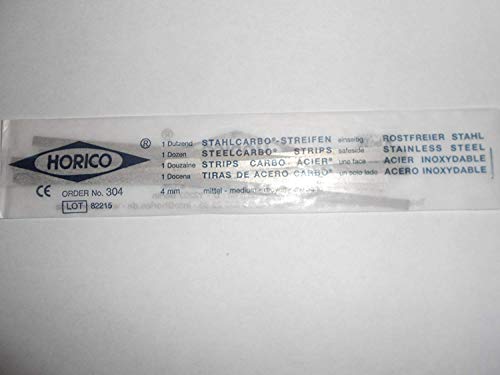 HORICO ®
1 Dutzend STAHLCARBO®-STREIFEN einseitig ROSTFREIER STAHL
1 Dozen STEELCARBO® STRIPS safeside STAINLESS STEEL
1 Douzaine STRIPS CARBO ACIER® une face ACIER INOXYDABLE
1 Docena TIRAS DE ACERO CARBO® un solo lado ACERO INOXYDABLE
CE ORDER No. 304 4 mm mittel - medium
LOT 82215